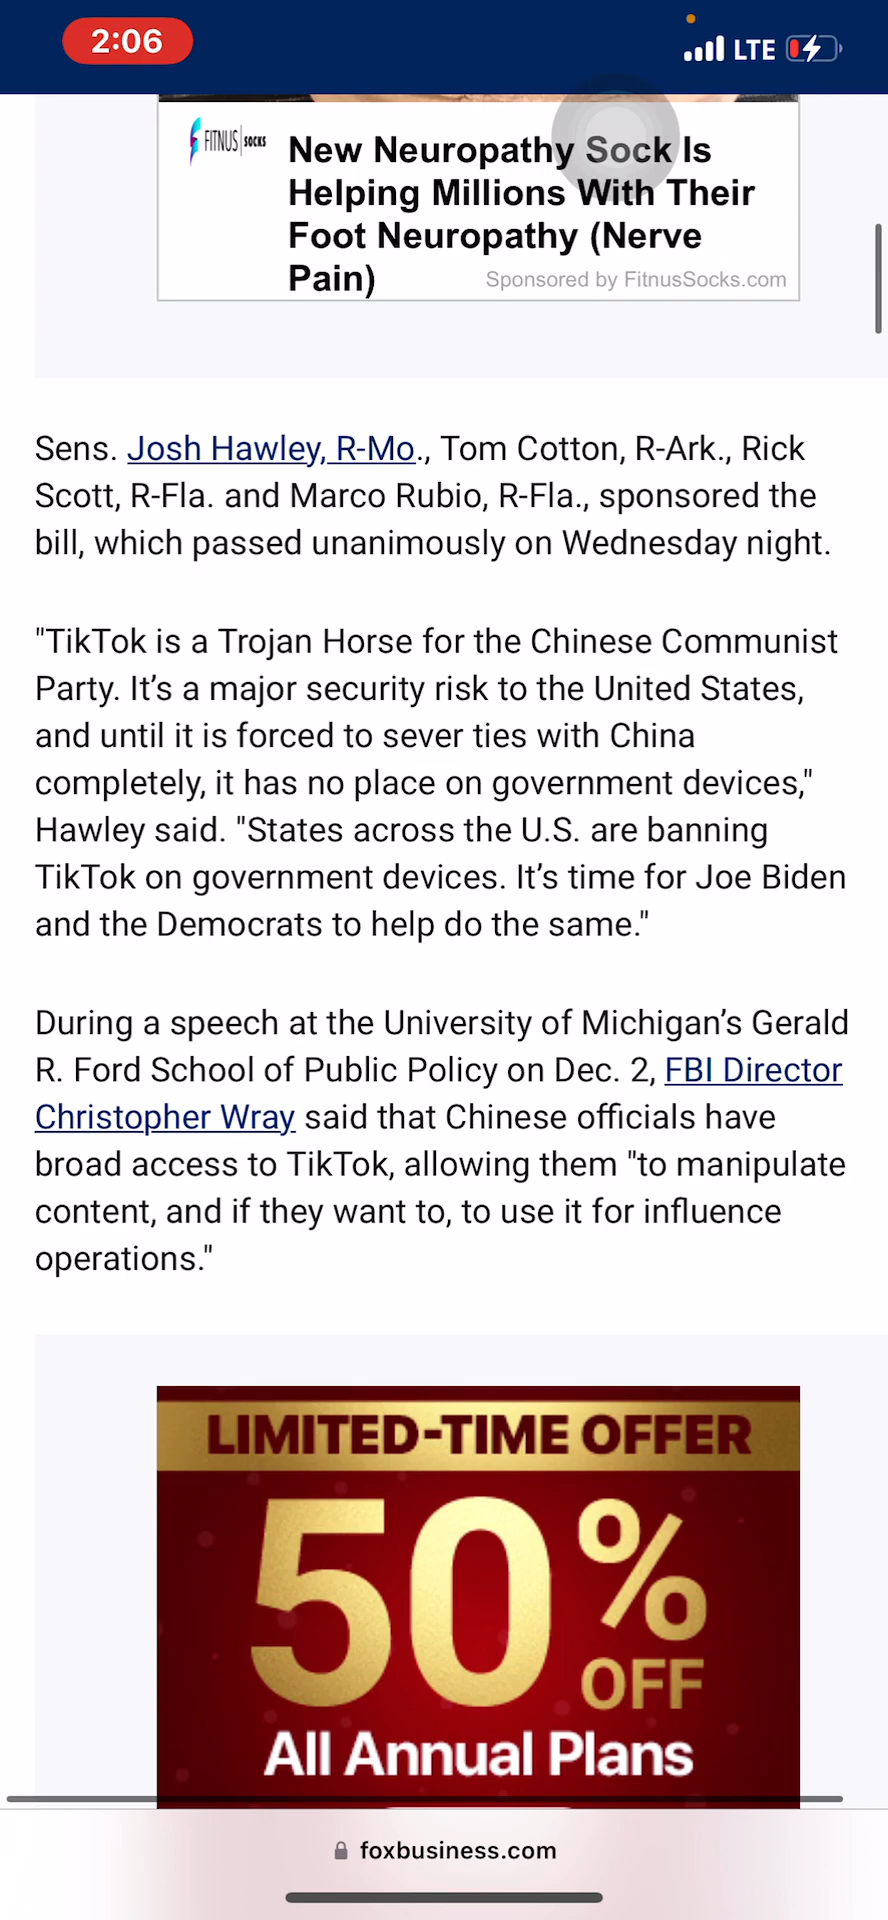 2:06
LTE
FITNUS SOCKS
New Neuropathy Sock Is
Helping Millions With Their
Foot Neuropathy (Nerve
Pain)
Sponsored by FitnusSocks.com
Sens. Josh Hawley, R-Mo., Tom Cotton, R-Ark., Rick
Scott, R-Fla. and Marco Rubio, R-Fla., sponsored the
bill, which passed unanimously on Wednesday night.
"TikTok is a Trojan Horse for the Chinese Communist
Party. It’s a major security risk to the United States,
and until it is forced to sever ties with China
completely, it has no place on government devices,"
Hawley said. "States across the U.S. are banning
TikTok on government devices. It’s time for Joe Biden
and the Democrats to help do the same."
During a speech at the University of Michigan’s Gerald
R. Ford School of Public Policy on Dec. 2, FBI Director
Christopher Wray said that Chinese officials have
broad access to TikTok, allowing them "to manipulate
content, and if they want to, to use it for influence
operations."
LIMITED-TIME OFFER
50%
OFF
All Annual Plans
foxbusiness.com